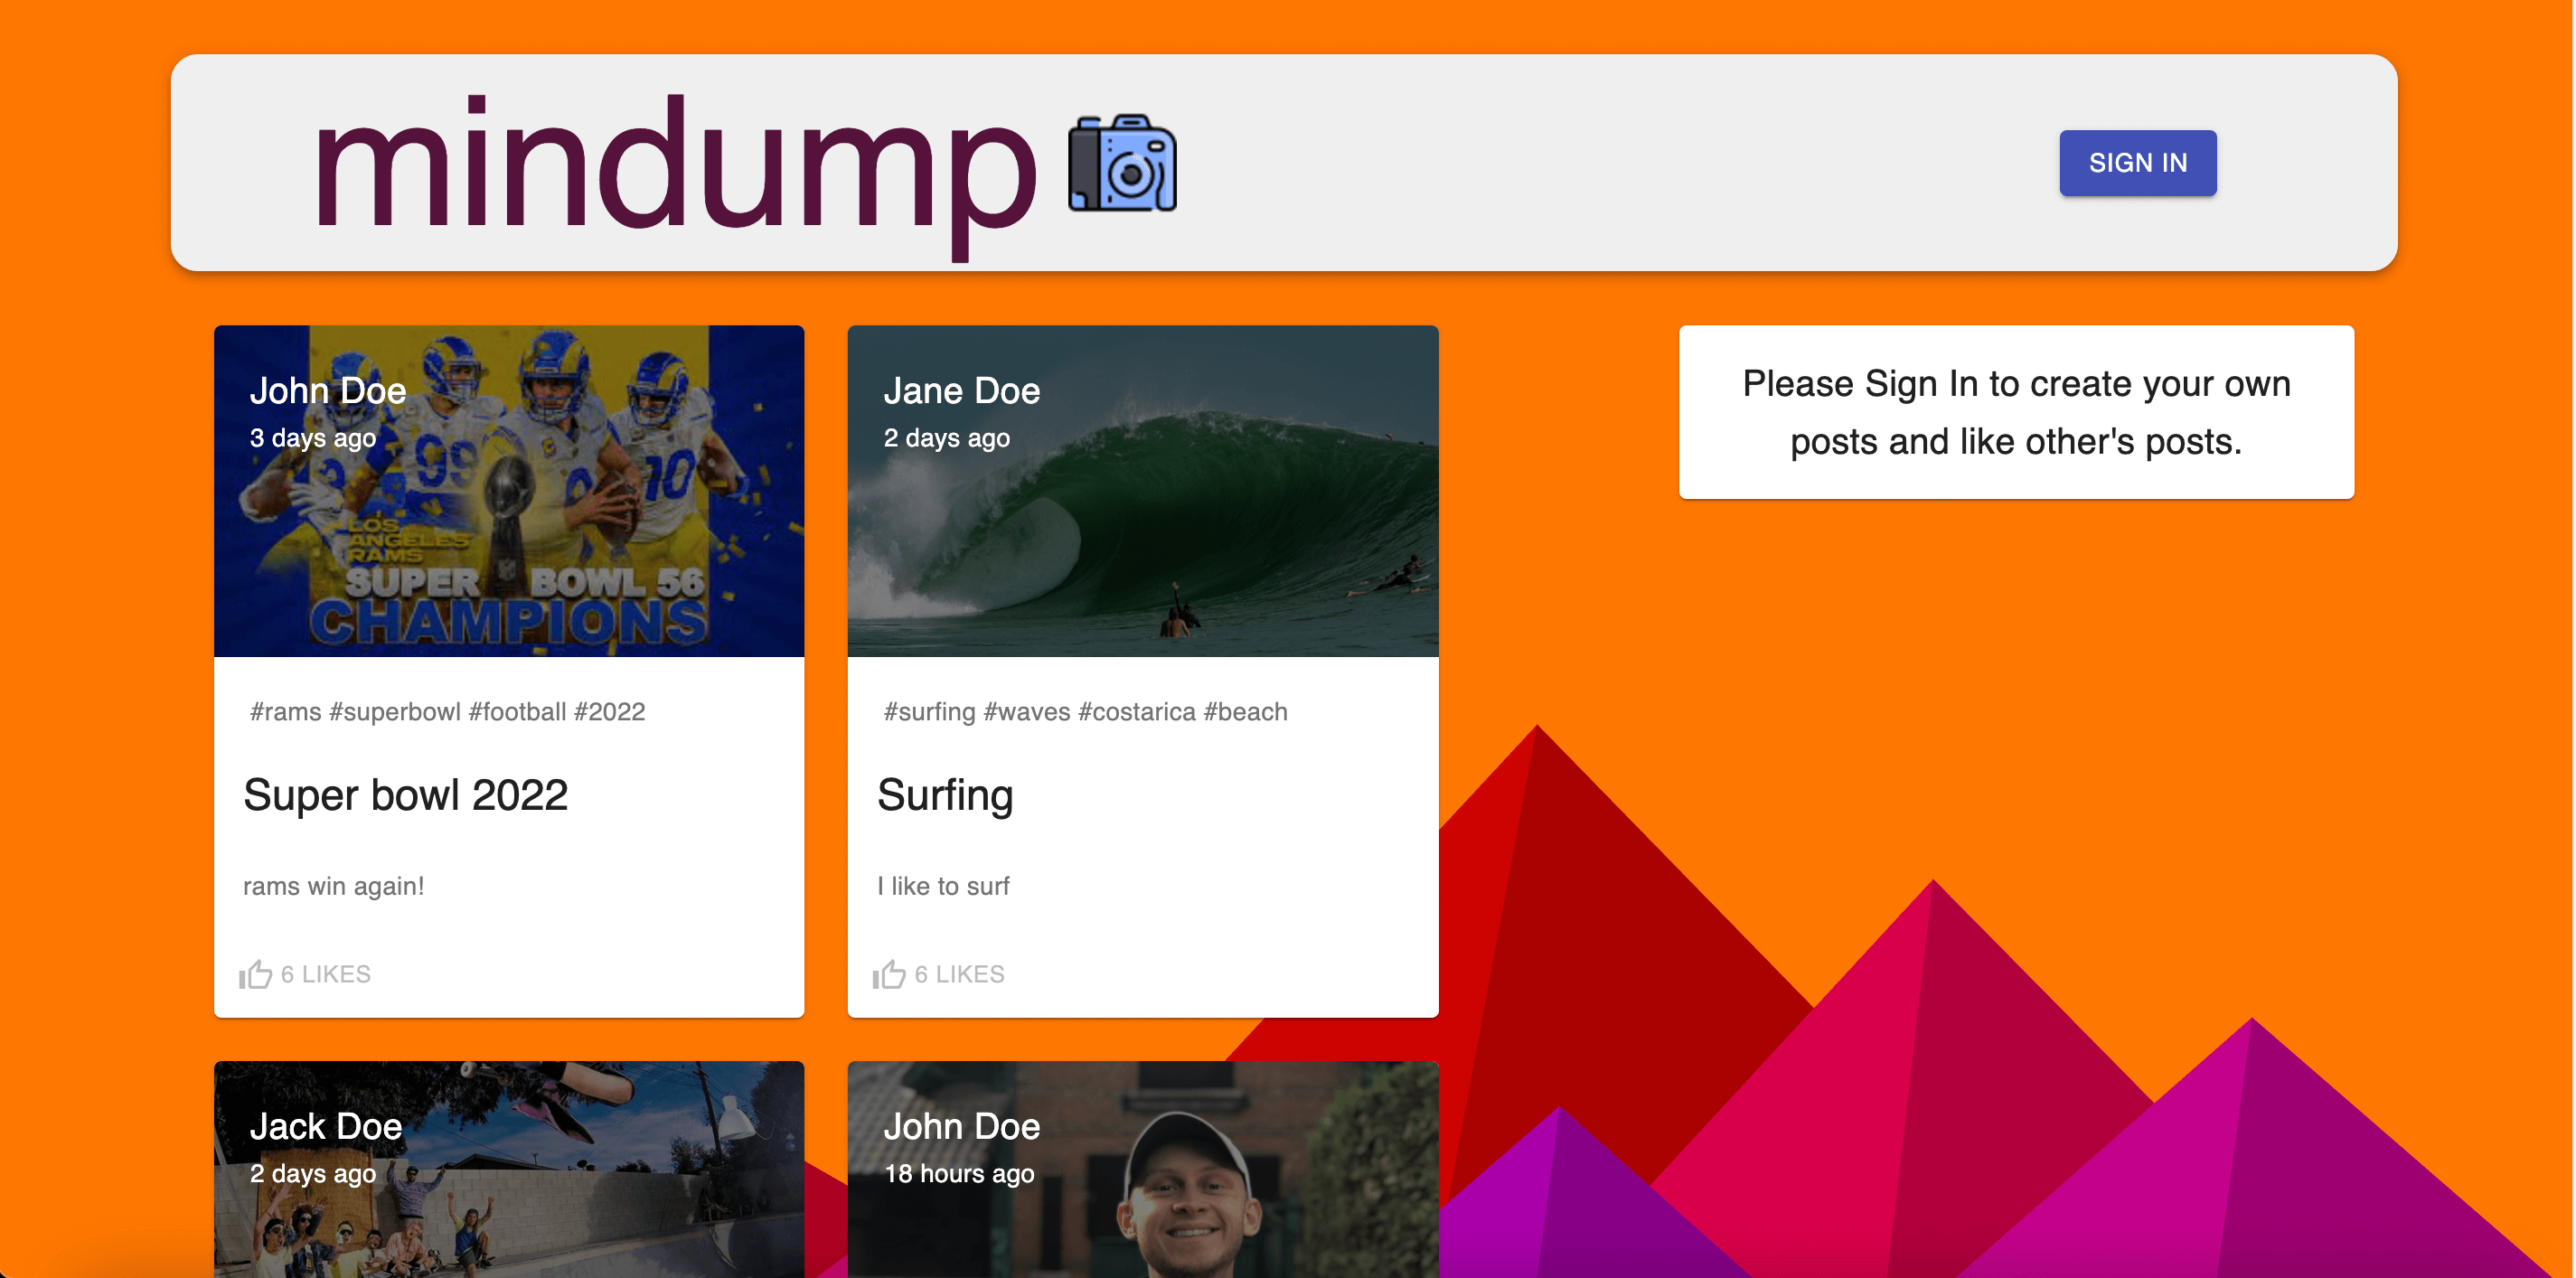 mindump
SIGN IN
John Doe
3 days ago
99
9
10
LOS
ANGELES
RAMS
SUPER BOWL 56
CHAMPIONS
#rams #superbowl #football #2022
Super bowl 2022
rams win again!
6 LIKES
Jane Doe
2 days ago
#surfing #waves #costarica #beach
Surfing
I like to surf
6 LIKES
Please Sign In to create your own
posts and like other's posts.
Jack Doe
2 days ago
John Doe
18 hours ago